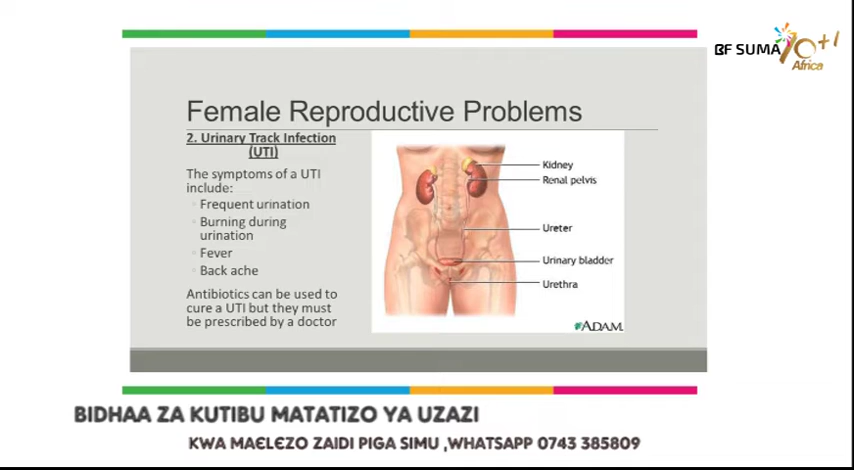 BF SUMA 10+1
Africa
Female Reproductive Problems
2. Urinary Track Infection
(UTI)
The symptoms of a UTI
include:
Frequent urination
Burning during
urination
Fever
Back ache
Antibiotics can be used to
cure a UTI but they must
be prescribed by a doctor
Kidney
Renal pelvis
Ureter
Urinary bladder
Urethra
ADAM.
BIDHAA ZA KUTIBU MATATIZO YA UZAZI
KWA MAELEZO ZAIDI PIGA SIMU ,WHATSAPP 0743 385809